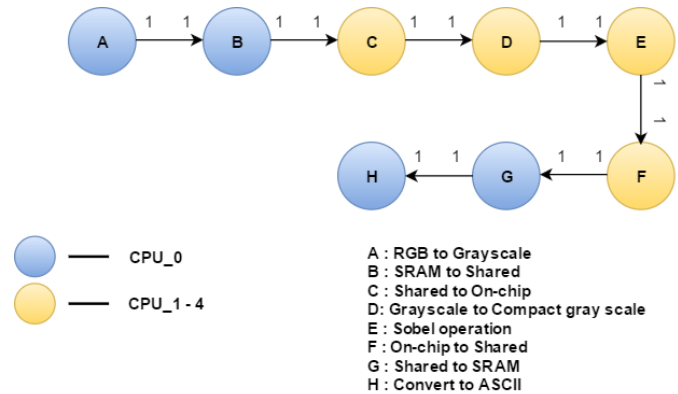 1 1 1 1 1 1 1 1
A B C D E
1
1
1 1 1 1
H G F
CPU_0
CPU_1 - 4
A : RGB to Grayscale
B : SRAM to Shared
C : Shared to On-chip
D: Grayscale to Compact gray scale
E : Sobel operation
F : On-chip to Shared
G : Shared to SRAM
H : Convert to ASCII